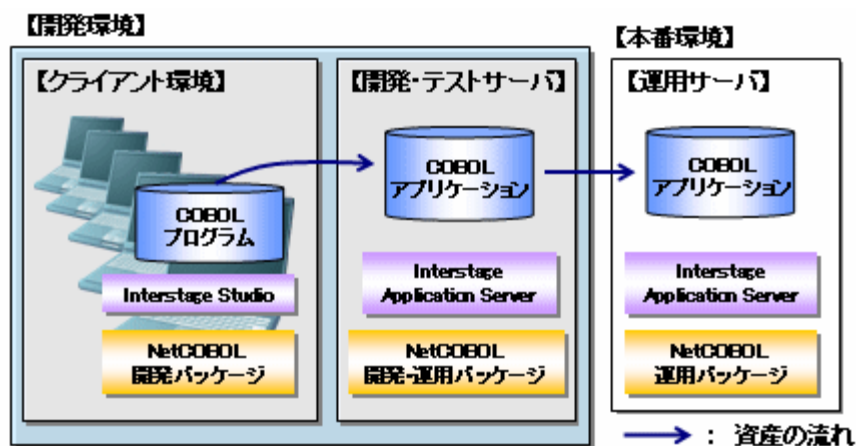 【開発環境】
【クライアント環境】
COBOL
プログラム
Interstage Studio
NetCOBOL
開発パッケージ
【開発・テストサーバ】
COBOL
アプリケーション
Interstage
Application Server
NetCOBOL
開発-運用パッケージ
【本番環境】
【運用サーバ】
COBOL
アプリケーション
Interstage
Application Server
NetCOBOL
運用パッケージ
： 資産の流れ